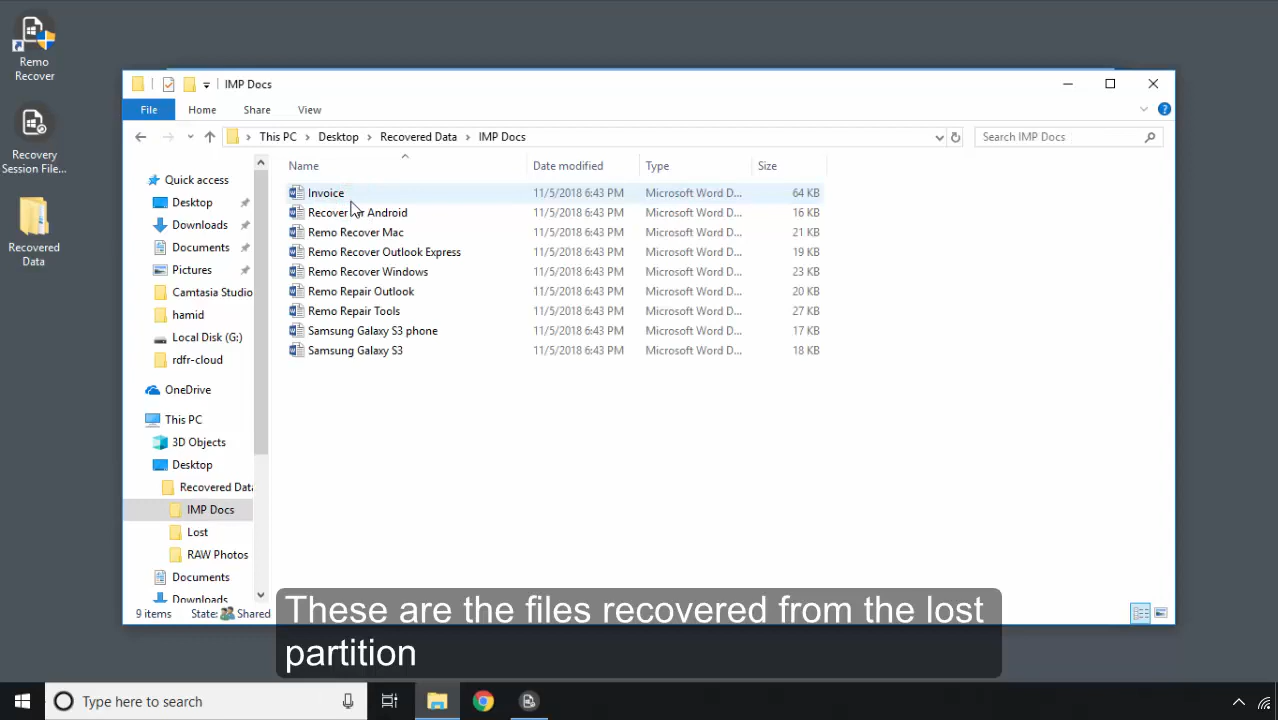 Remo
Recover
Recovery
Session File...
Recovered
Data
IMP Docs
File Home Share View
This PC Desktop Recovered Data IMP Docs Search IMP Docs
Name Date modified Type Size
Quick access
Desktop
Downloads
Documents
Pictures
Camtasia Studio
hamid
Local Disk (G:)
rdfr-cloud
OneDrive
This PC
3D Objects
Desktop
Recovered Data
IMP Docs
Lost
RAW Photos
Documents
Downloads
Invoice 11/5/2018 6:43 PM Microsoft Word D... 64 KB
Recover Android 11/5/2018 6:43 PM Microsoft Word D... 16 KB
Remo Recover Mac 11/5/2018 6:43 PM Microsoft Word D... 21 KB
Remo Recover Outlook Express 11/5/2018 6:43 PM Microsoft Word D... 19 KB
Remo Recover Windows 11/5/2018 6:43 PM Microsoft Word D... 23 KB
Remo Repair Outlook 11/5/2018 6:43 PM Microsoft Word D... 20 KB
Remo Repair Tools 11/5/2018 6:43 PM Microsoft Word D... 27 KB
Samsung Galaxy S3 phone 11/5/2018 6:43 PM Microsoft Word D... 17 KB
Samsung Galaxy S3 11/5/2018 6:43 PM Microsoft Word D... 18 KB
9 items State: Shared
These are the files recovered from the lost
partition
Type here to search